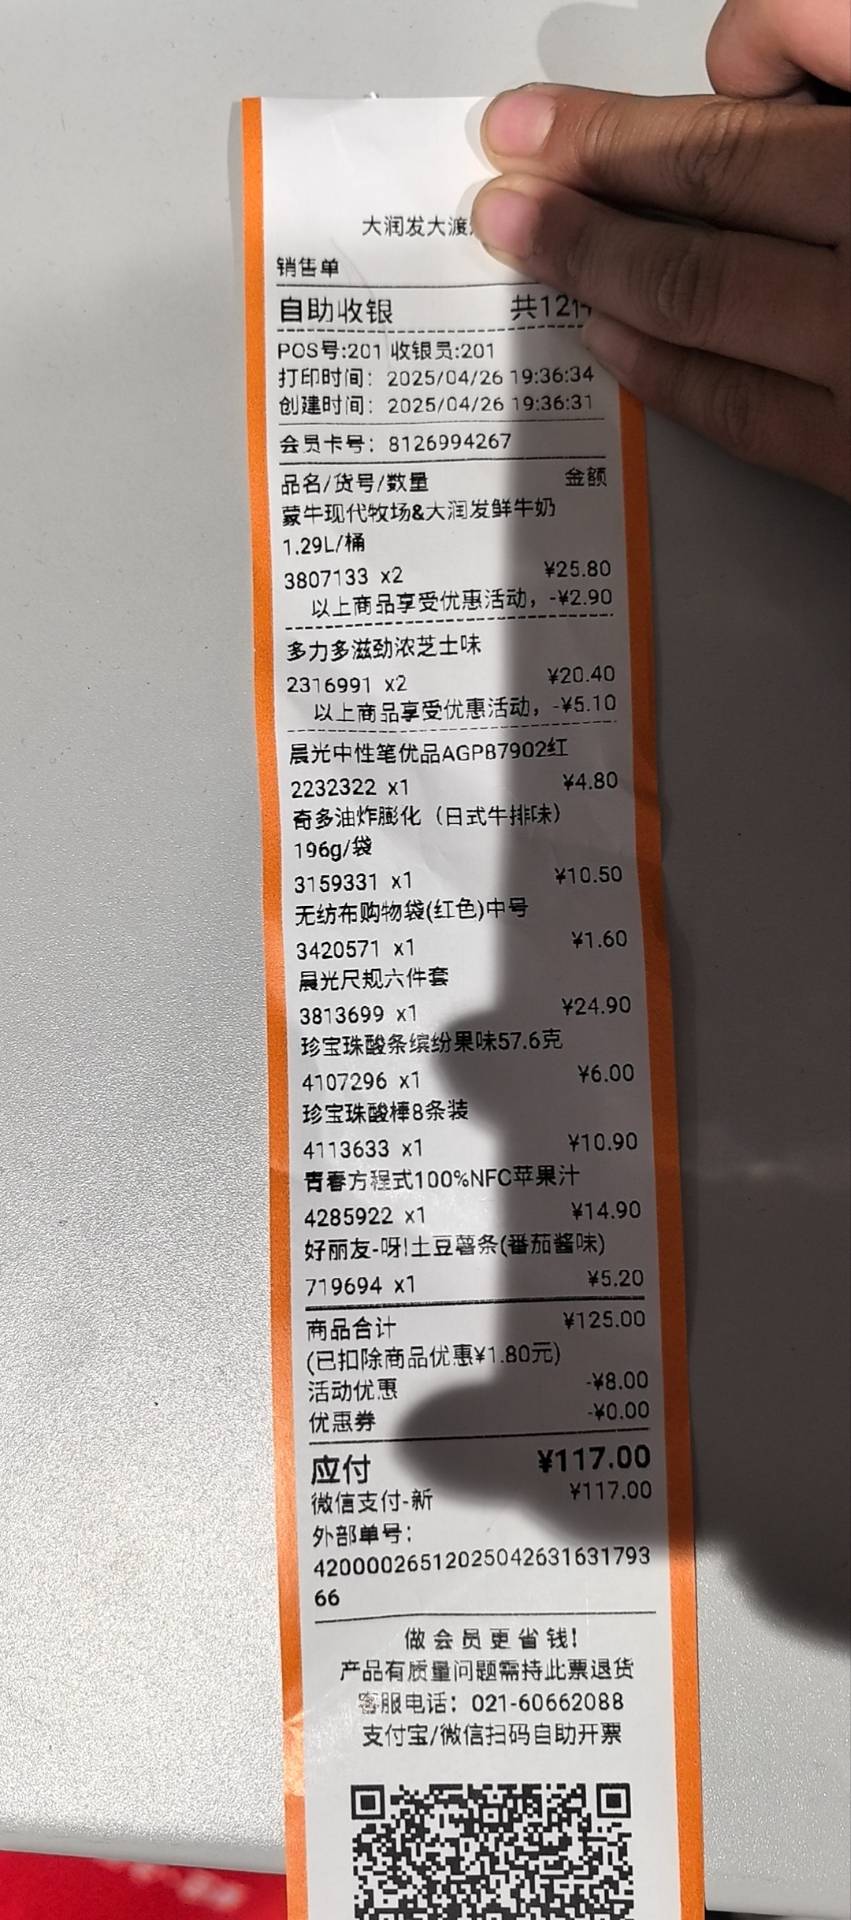 大润发大渡
销售单
自助收银 共12件
POS号:201 收银员:201
打印时间：2025/04/26 19:36:34
创建时间：2025/04/26 19:36:31
会员卡号：8126994267
品名/货号/数量 金额
蒙牛现代牧场&大润发鲜牛奶
1.29L/桶
3807133 x2 ¥25.80
以上商品享受优惠活动，-¥2.90
多力多滋劲浓芝士味
2316991 x2 ¥20.40
以上商品享受优惠活动，-¥5.10
晨光中性笔优品AGP87902红
2232322 x1 ¥4.80
奇多油炸膨化（日式牛排味）
196g/袋
3159331 x1 ¥10.50
无纺布购物袋(红色)中号
3420571 x1 ¥1.60
晨光尺规六件套
3813699 x1 ¥24.90
珍宝珠酸条缤纷果味57.6克
4107296 x1 ¥6.00
珍宝珠酸棒8条装
4113633 x1 ¥10.90
青春方程式100%NFC苹果汁
4285922 x1 ¥14.90
好丽友-呀!土豆薯条(番茄酱味)
719694 x1 ¥5.20
商品合计 ¥125.00
(已扣除商品优惠¥1.80元)
活动优惠 -¥8.00
优惠券 -¥0.00
应付 ¥117.00
微信支付-新 ¥117.00
外部单号：
42000026512025042631631793
66
做会员更省钱!
产品有质量问题需持此票退货
客服电话：021-60662088
支付宝/微信扫码自助开票